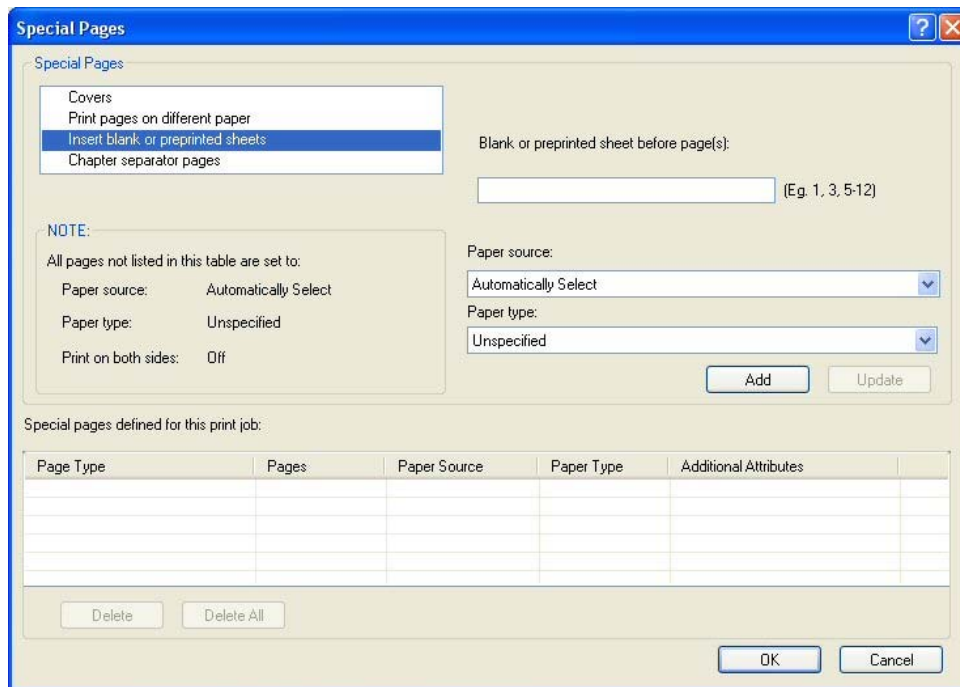 Special Pages
Special Pages
Covers
Print pages on different paper
Insert blank or preprinted sheets
Chapter separator pages
Blank or preprinted sheet before page(s):
(Eg. 1, 3, 5-12)
NOTE:
All pages not listed in this table are set to:
Paper source: Automatically Select
Paper type: Unspecified
Print on both sides: Off
Paper source:
Automatically Select
Paper type:
Unspecified
Add Update
Special pages defined for this print job:
Page Type Pages Paper Source Paper Type Additional Attributes
Delete Delete All
OK Cancel